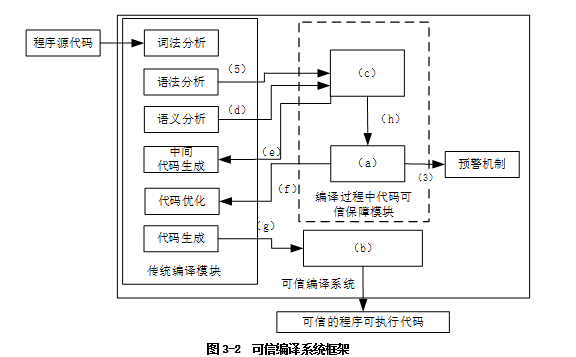 程序源代码
词法分析
语法分析
(5)
(c)
语义分析
(d)
(h)
中间
代码生成
(e)
(a)
(3)
预警机制
代码优化
(f)
编译过程中代码可
信保障模块
代码生成
(g)
(b)
传统编译模块
可信编译系统
可信的程序可执行代码
图 3-2 可信编译系统框架